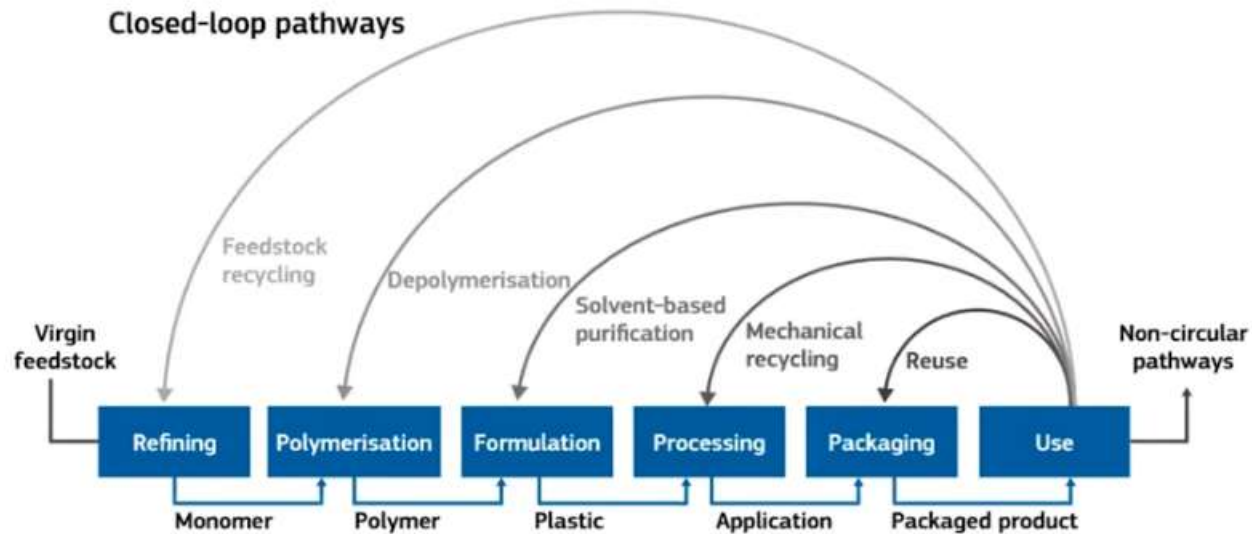 Closed-loop pathways
Feedstock
recycling
Depolymerisation
Solvent-based
purification
Mechanical
recycling
Reuse
Virgin
feedstock
Non-circular
pathways
Refining
Polymerisation
Formulation
Processing
Packaging
Use
Monomer
Polymer
Plastic
Application
Packaged product